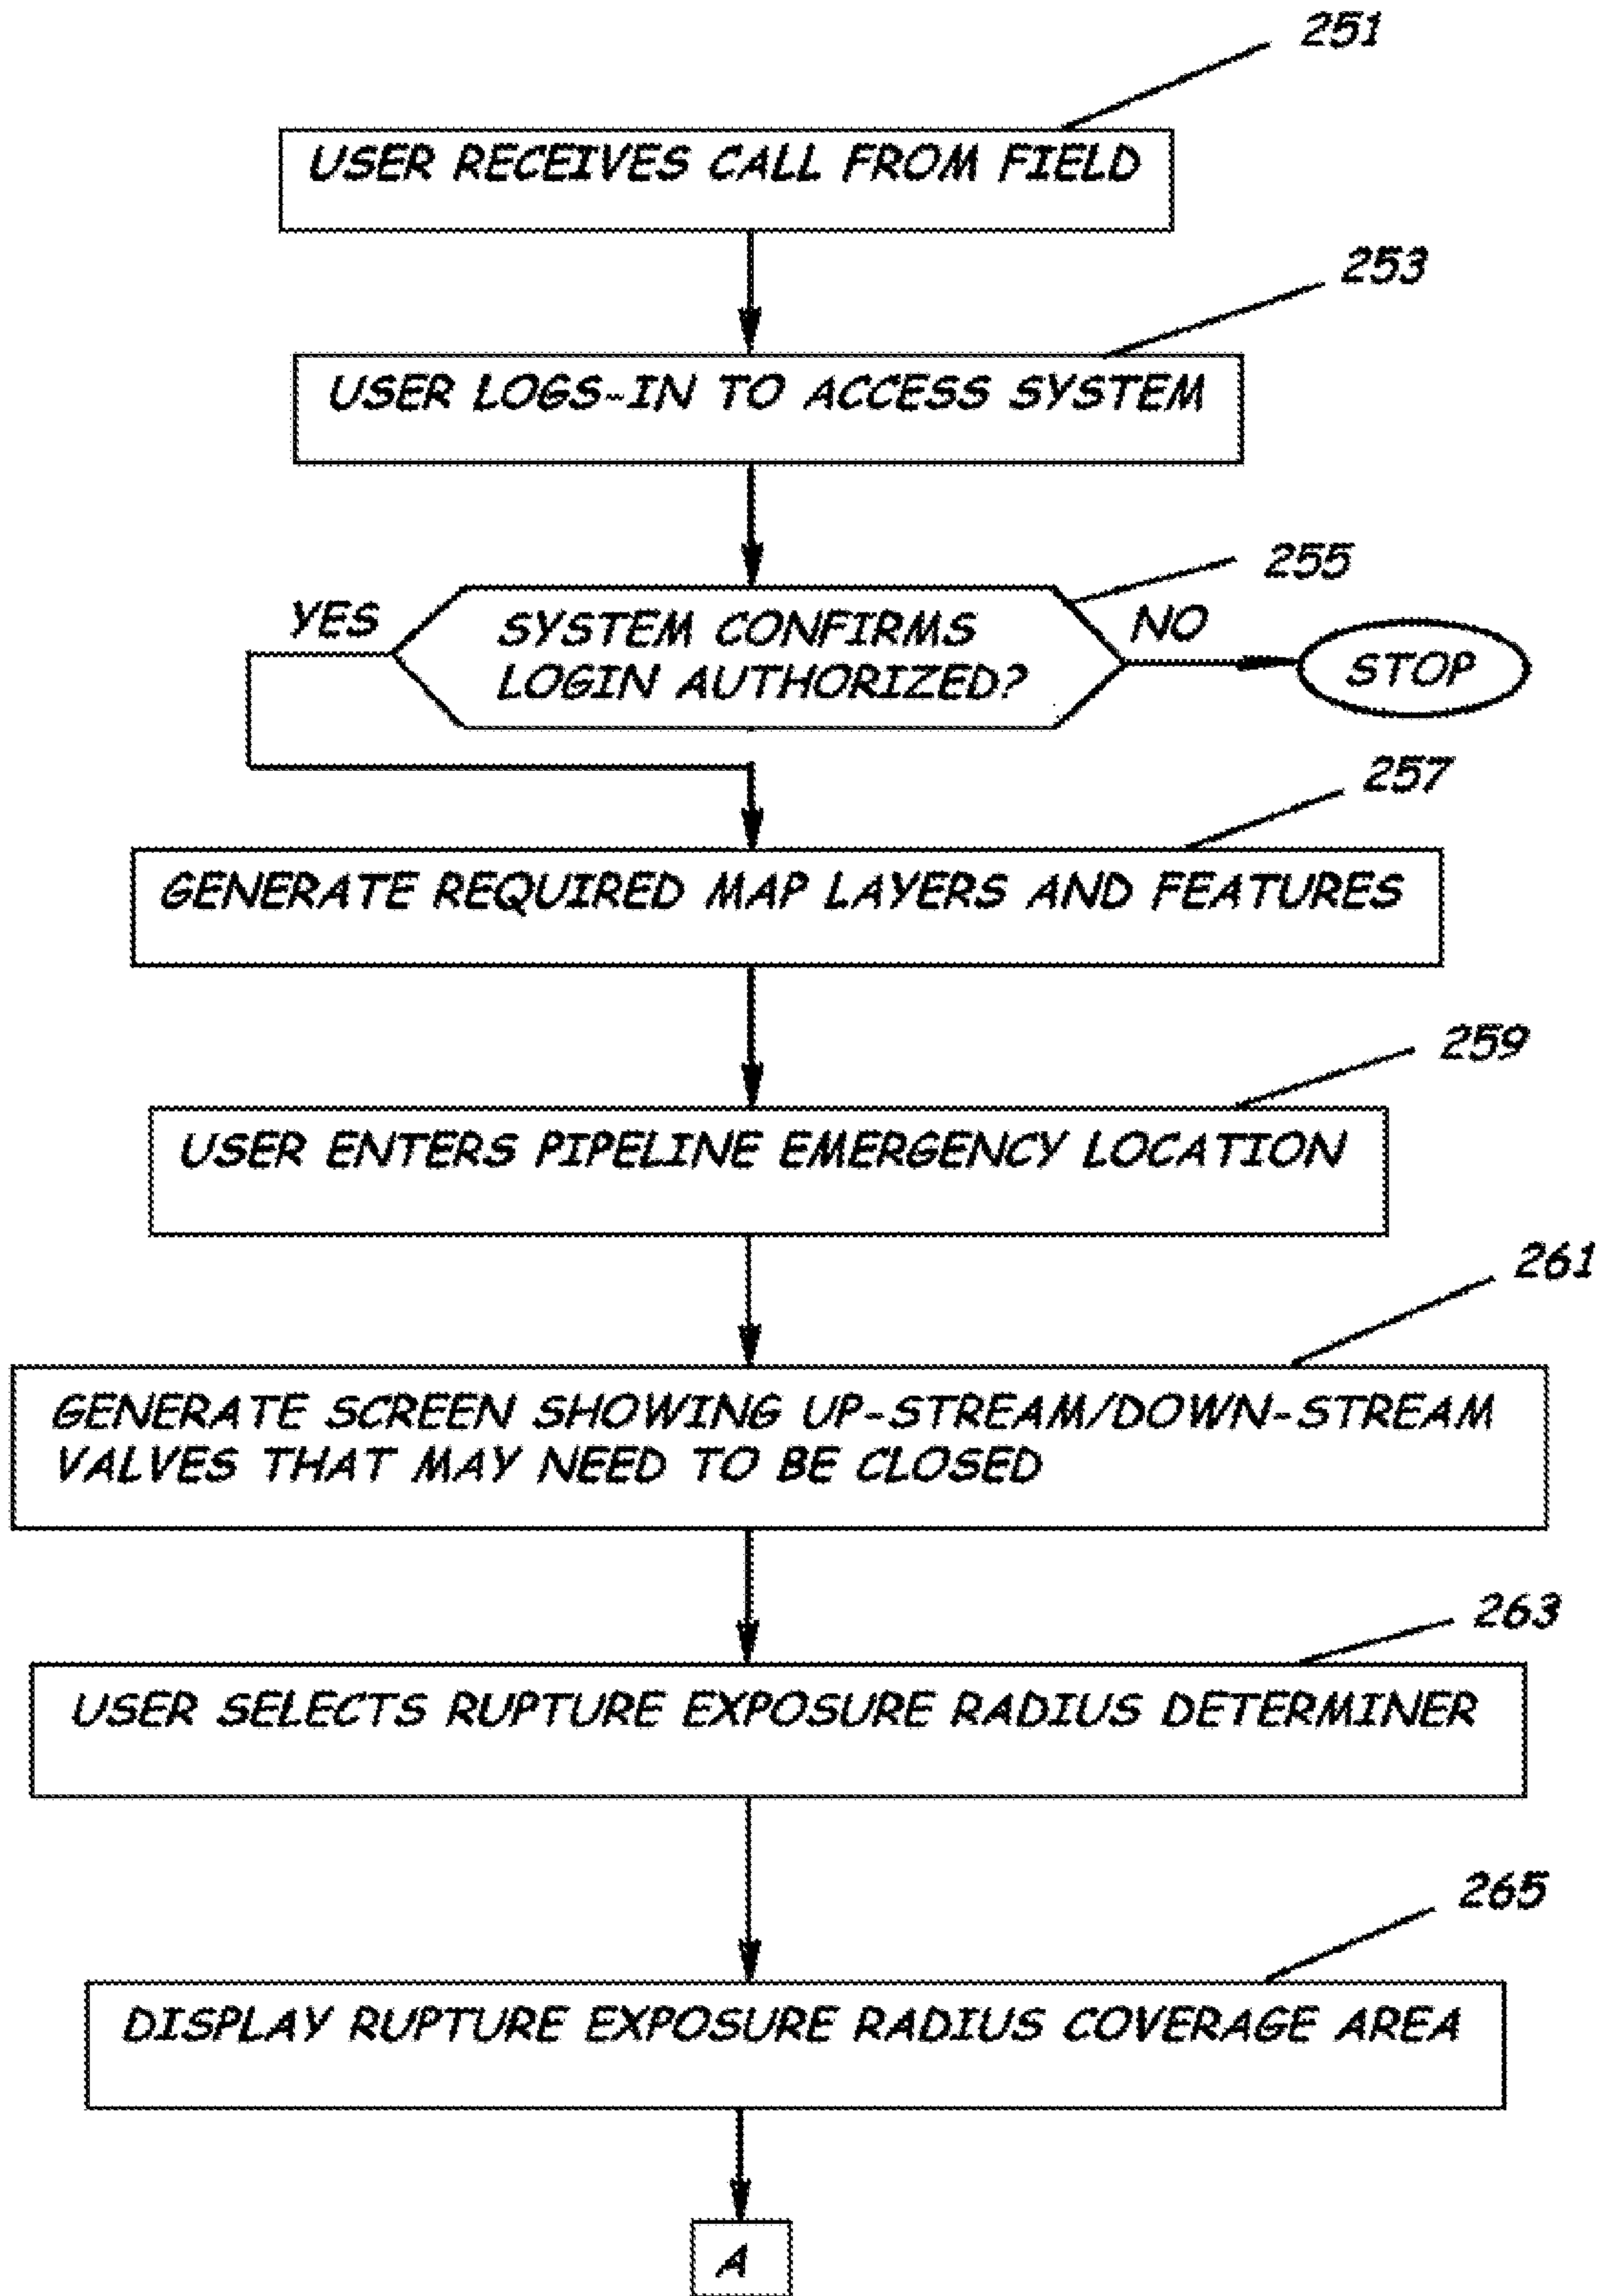 251
USER RECEIVES CALL FROM FIELD
253
USER LOGS-IN TO ACCESS SYSTEM
255
YES
SYSTEM CONFIRMS
LOGIN AUTHORIZED?
NO
STOP
257
GENERATE REQUIRED MAP LAYERS AND FEATURES
259
USER ENTERS PIPELINE EMERGENCY LOCATION
261
GENERATE SCREEN SHOWING UP-STREAM/DOWN-STREAM
VALVES THAT MAY NEED TO BE CLOSED
263
USER SELECTS RUPTURE EXPOSURE RADIUS DETERMINER
265
DISPLAY RUPTURE EXPOSURE RADIUS COVERAGE AREA
A